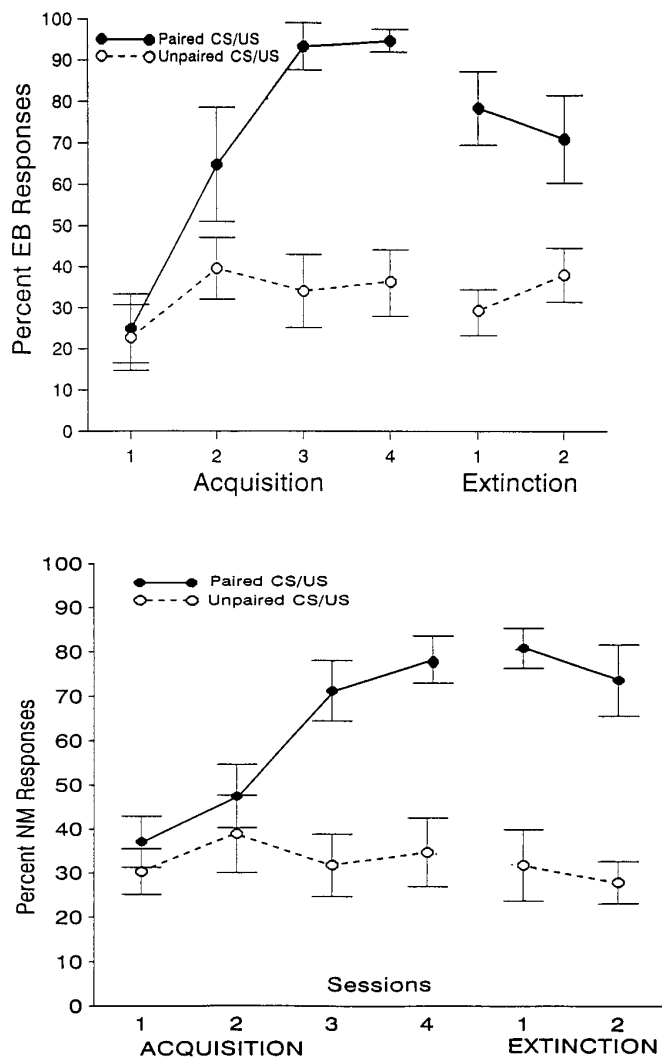 100
90
80
70
60
50
40
30
20
10
0
Percent EB Responses
Paired CS/US
Unpaired CS/US
1 2 3 4 1 2
Acquisition Extinction
100
90
80
70
60
50
40
30
20
10
0
Percent NM Responses
Paired CS/US
Unpaired CS/US
Sessions
1 2 3 4 1 2
ACQUISITION EXTINCTION